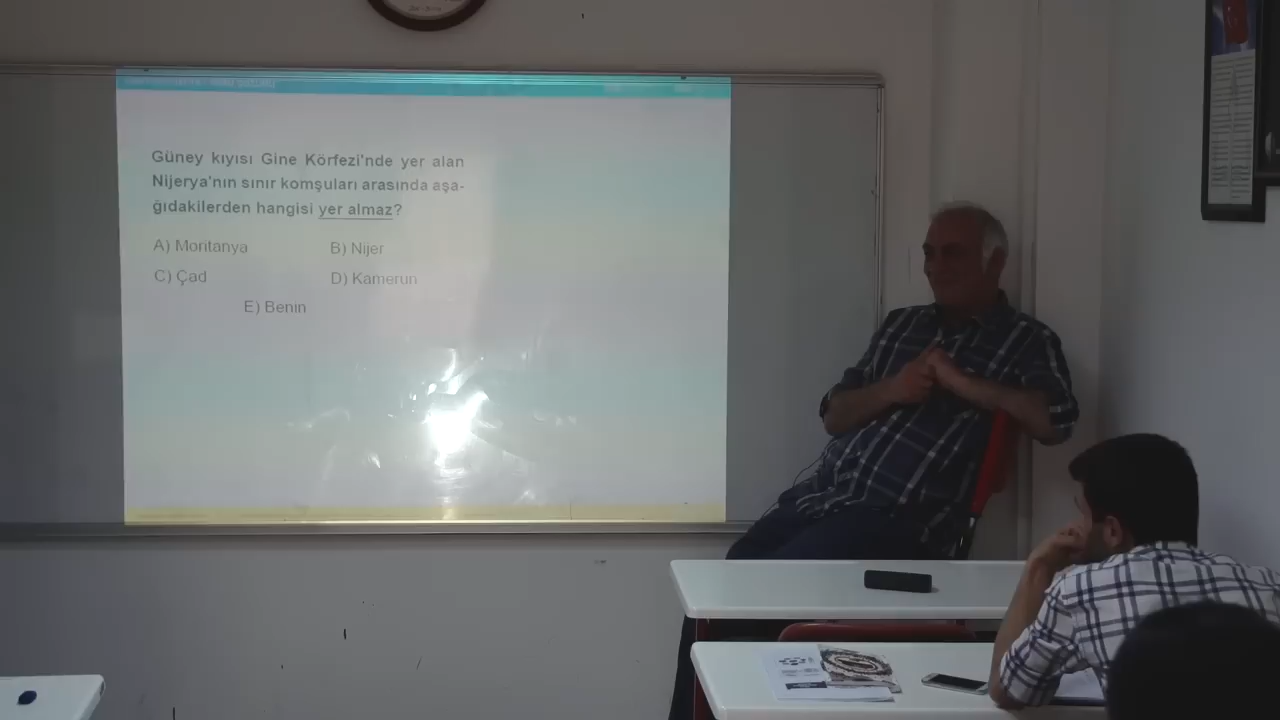 Güney kıyısı Gine Körfezi'nde yer alan
Nijerya'nın sınır komşuları arasında aşa-
ğıdakilerden hangisi yer almaz?
A) Moritanya B) Nijer
C) Çad D) Kamerun
E) Benin